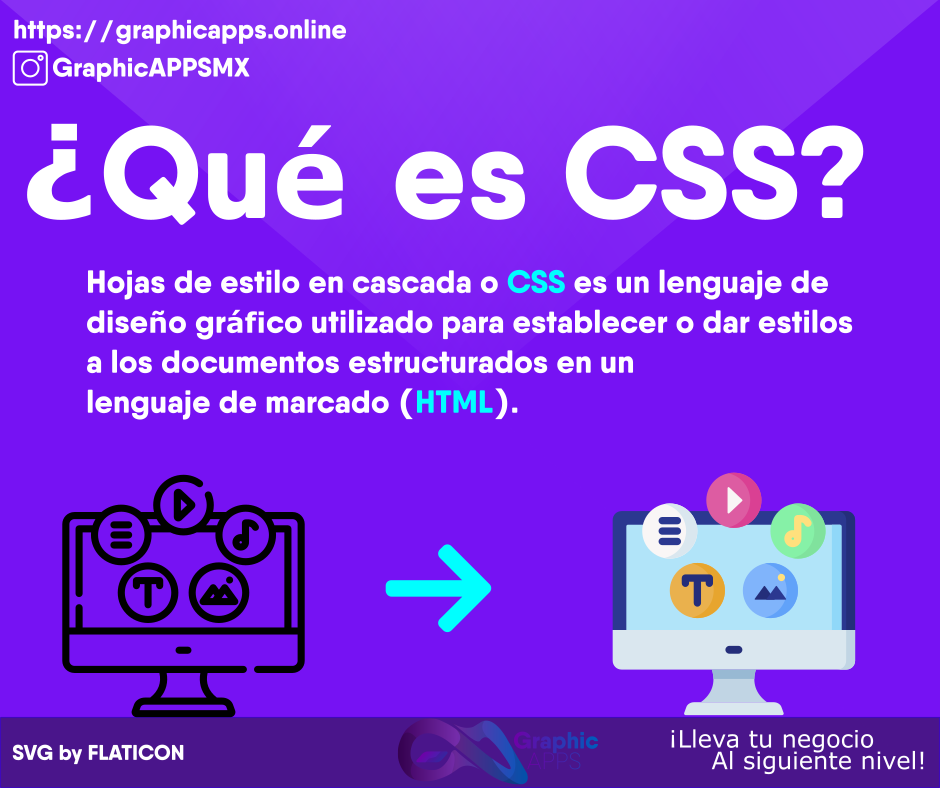 https://graphicapps.online
GraphicAPPSMX
¿Qué es CSS?
Hojas de estilo en cascada o CSS es un lenguaje de
diseño gráfico utilizado para establecer o dar estilos
a los documentos estructurados en un
lenguaje de marcado (HTML).
T
T
SVG by FLATICON
Graphic
APPS
¡Lleva tu negocio
Al siguiente nivel!